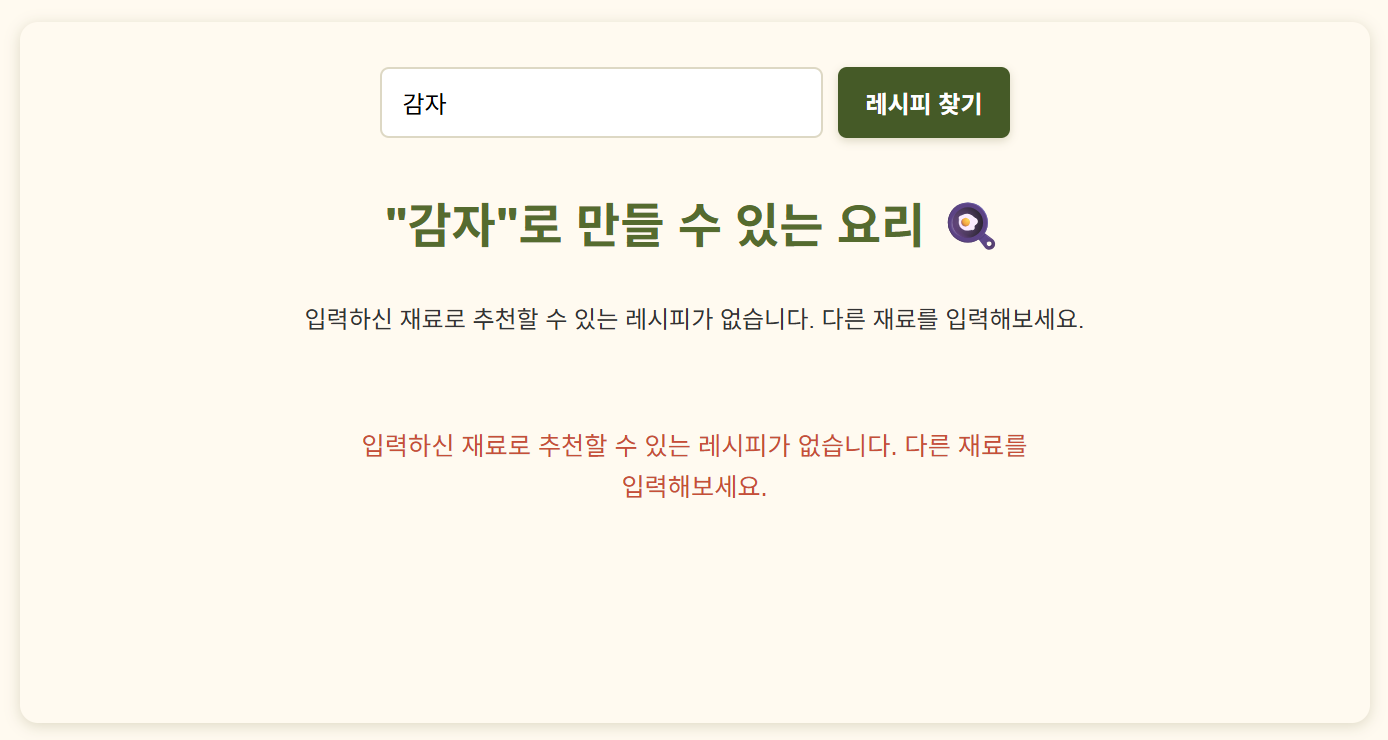 감자
레시피 찾기
"감자"로 만들 수 있는 요리
입력하신 재료로 추천할 수 있는 레시피가 없습니다. 다른 재료를 입력해보세요.
입력하신 재료로 추천할 수 있는 레시피가 없습니다. 다른 재료를
입력해보세요.